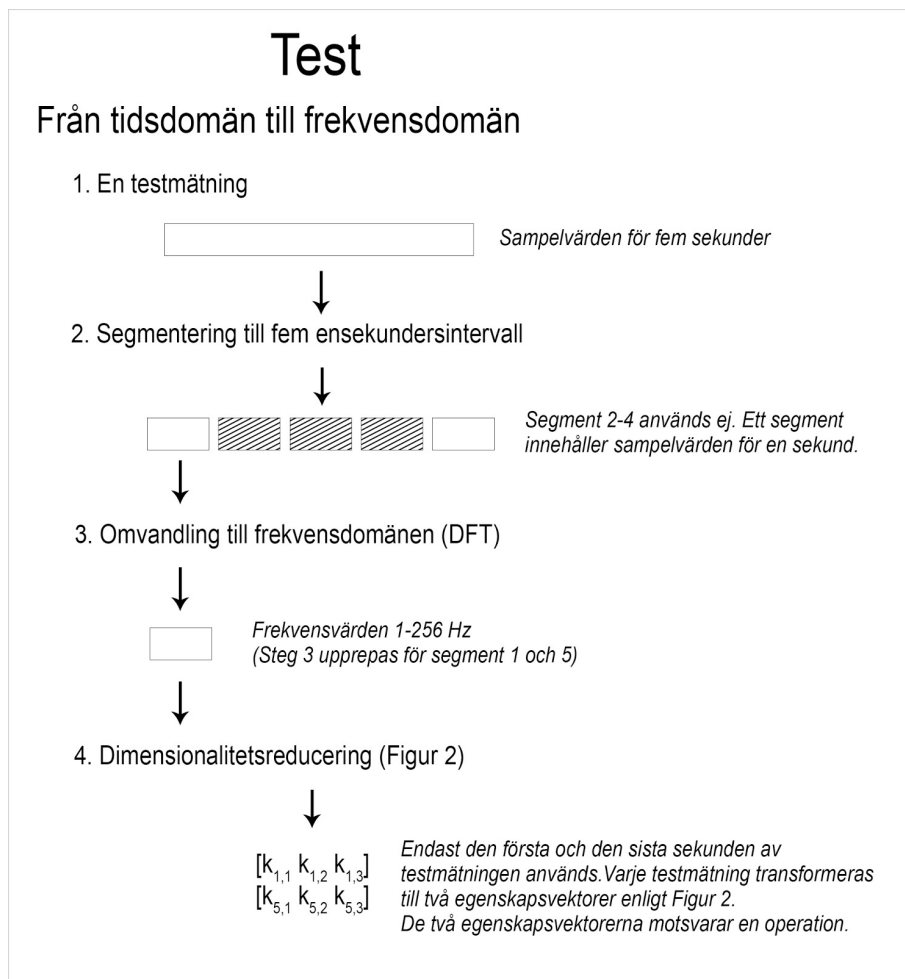 Test
Från tidsdomän till frekvensdomän
1. En testmätning
Sampelvärden för fem sekunder
2. Segmentering till fem ensekundersintervall
Segment 2-4 används ej. Ett segment
innehåller sampelvärden för en sekund.
3. Omvandling till frekvensdomänen (DFT)
Frekvensvärden 1-256 Hz
(Steg 3 upprepas för segment 1 och 5)
4. Dimensionalitetsreducering (Figur 2)
[k1,1 k1,2 k1,3]
[k5,1 k5,2 k5,3]
Endast den första och den sista sekunden av
testmätningen används.Varje testmätning transformeras
till två egenskapsvektorer enligt Figur 2.
De två egenskapsvektorerna motsvarar en operation.